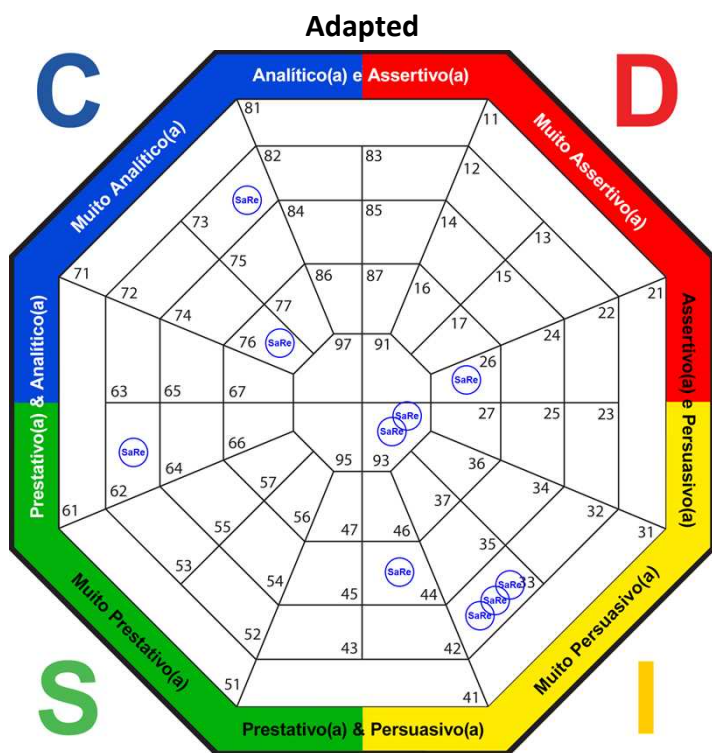 Adapted
C
D
Analítico(a) e Assertivo(a)
Muito Analítico(a)
Muito Assertivo(a)
81
11
82
83
12
SaRe
73
84
85
14
13
75
86
87
16
15
71
72
74
77
17
21
22
24
76
SaRe
97
91
26
SaRe
Prestativo(a) & Analítico(a)
Assertivo(a) e Persuasivo(a)
63
65
67
27
25
23
SaRe
SaRe
SaRe
66
64
62
61
57
95
93
36
34
32
31
55
56
37
53
47
46
35
54
SaRe
SaRe
33
45
44
SaRe
SaRe
52
43
42
51
41
Muito Prestativo(a)
Muito Persuasivo(a)
S
I
Prestativo(a) & Persuasivo(a)